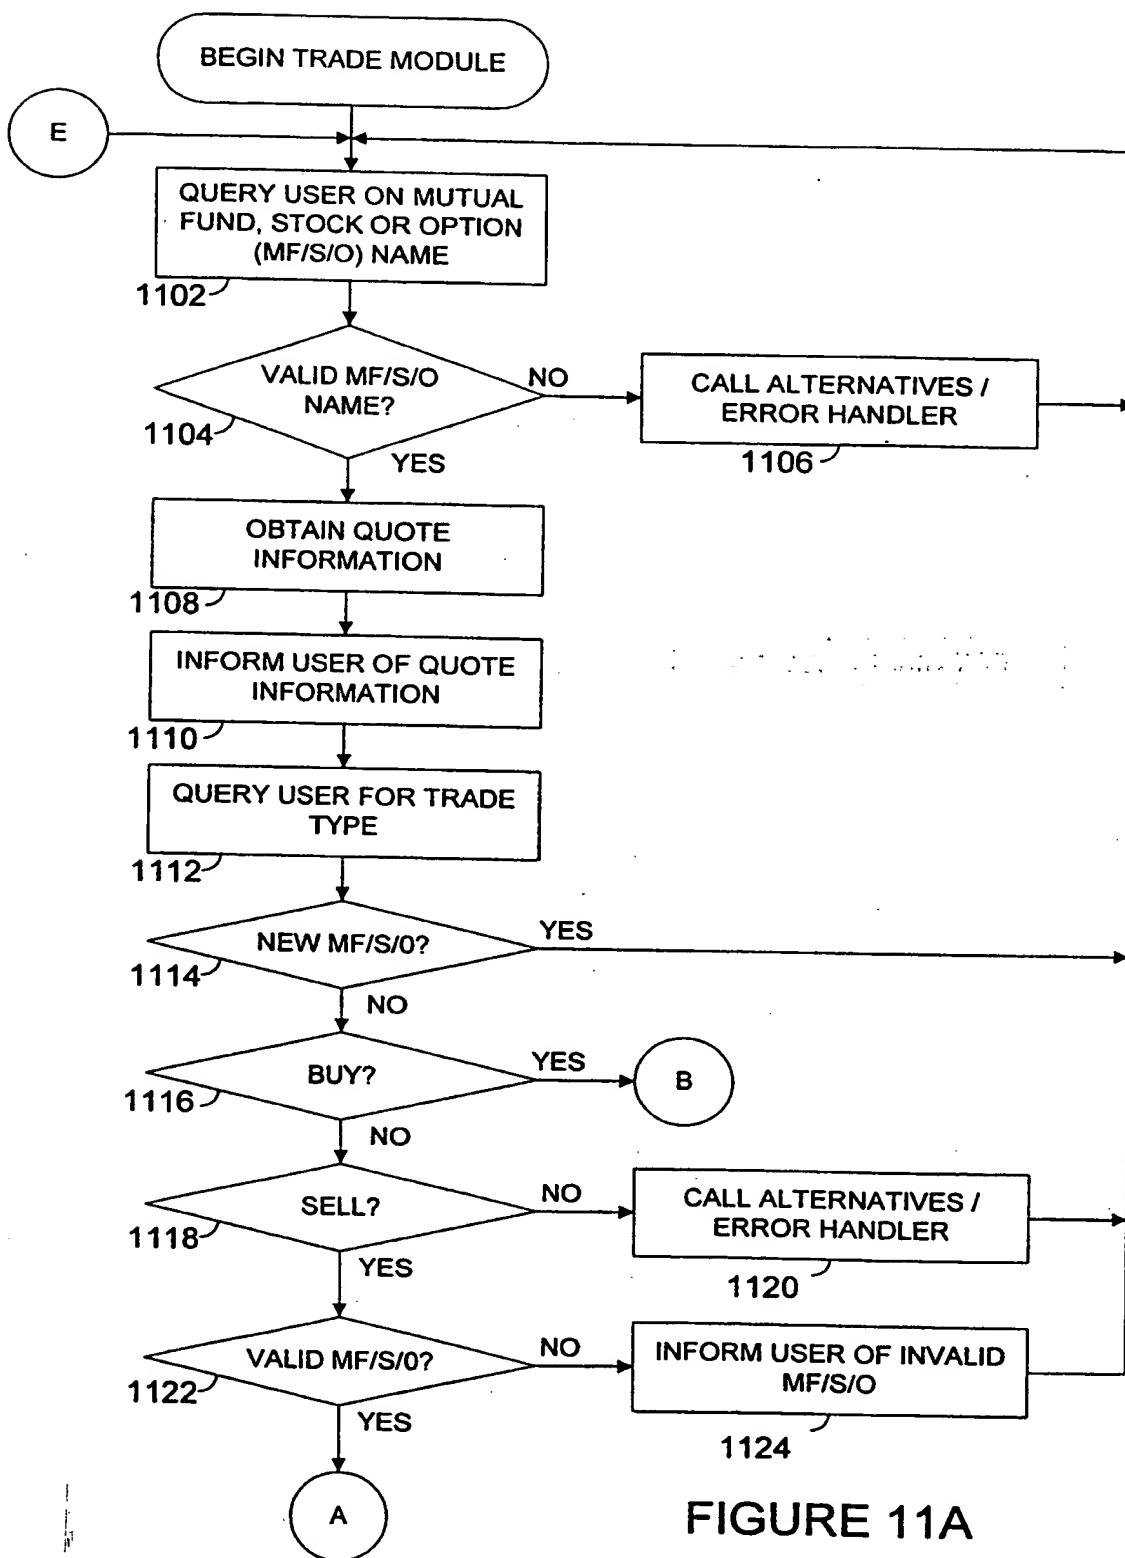 BEGIN TRADE MODULE
E
QUERY USER ON MUTUAL
FUND, STOCK OR OPTION
(MF/S/O) NAME
1102
VALID MF/S/O
NAME?
1104
NO
CALL ALTERNATIVES /
ERROR HANDLER
1106
YES
OBTAIN QUOTE
INFORMATION
1108
INFORM USER OF QUOTE
INFORMATION
1110
QUERY USER FOR TRADE
TYPE
1112
NEW MF/S/0?
YES
1114
NO
BUY?
YES
B
1116
NO
SELL?
NO
CALL ALTERNATIVES /
ERROR HANDLER
1118
1120
YES
VALID MF/S/0?
NO
INFORM USER OF INVALID
MF/S/O
1122
1124
YES
A
FIGURE 11A